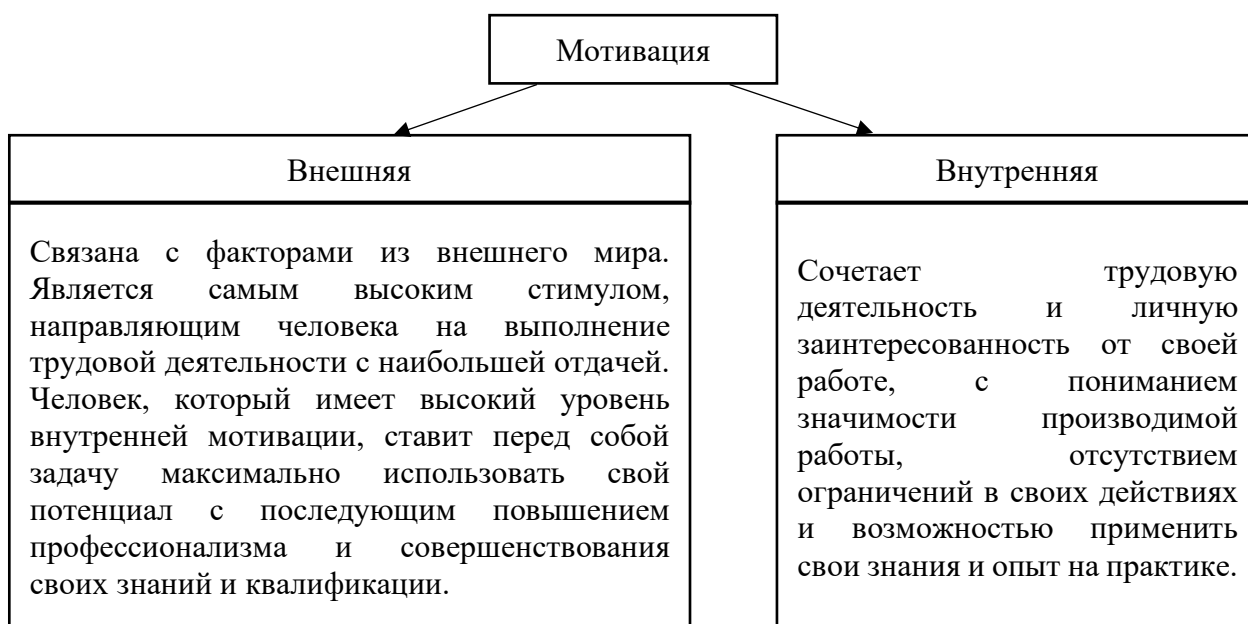 Мотивация
Внешняя
Связана с факторами из внешнего мира.
Является самым высоким стимулом,
направляющим человека на выполнение
трудовой деятельности с наибольшей отдачей.
Человек, который имеет высокий уровень
внутренней мотивации, ставит перед собой
задачу максимально использовать свой
потенциал с последующим повышением
профессионализма и совершенствования
своих знаний и квалификации.
Внутренняя
Сочетает трудовую
деятельность и личную
заинтересованность от своей
работе, с пониманием
значимости производимой
работы, отсутствием
ограничений в своих действиях
и возможностью применить
свои знания и опыт на практике.